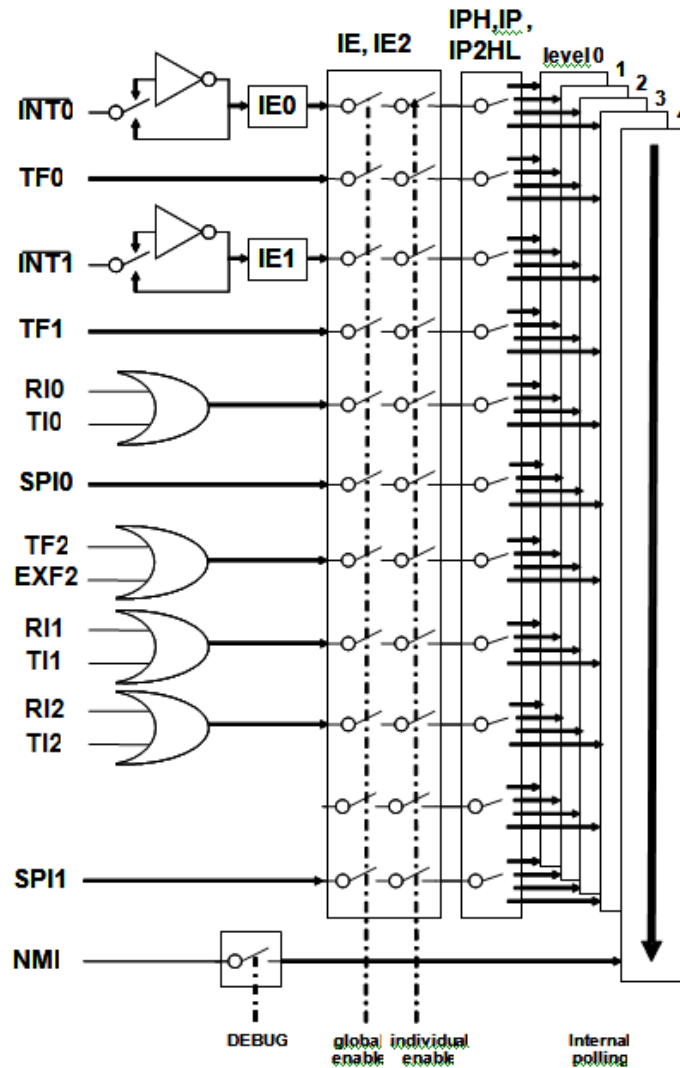 IE, IE2
IPH,IP,
IP2HL
level 0
1
2
3
4
INT0
IE0
TF0
INT1
IE1
TF1
RI0
TI0
SPI0
TF2
EXF2
RI1
TI1
RI2
TI2
SPI1
NMI
DEBUG
global
enable
individual
enable
Internal
polling